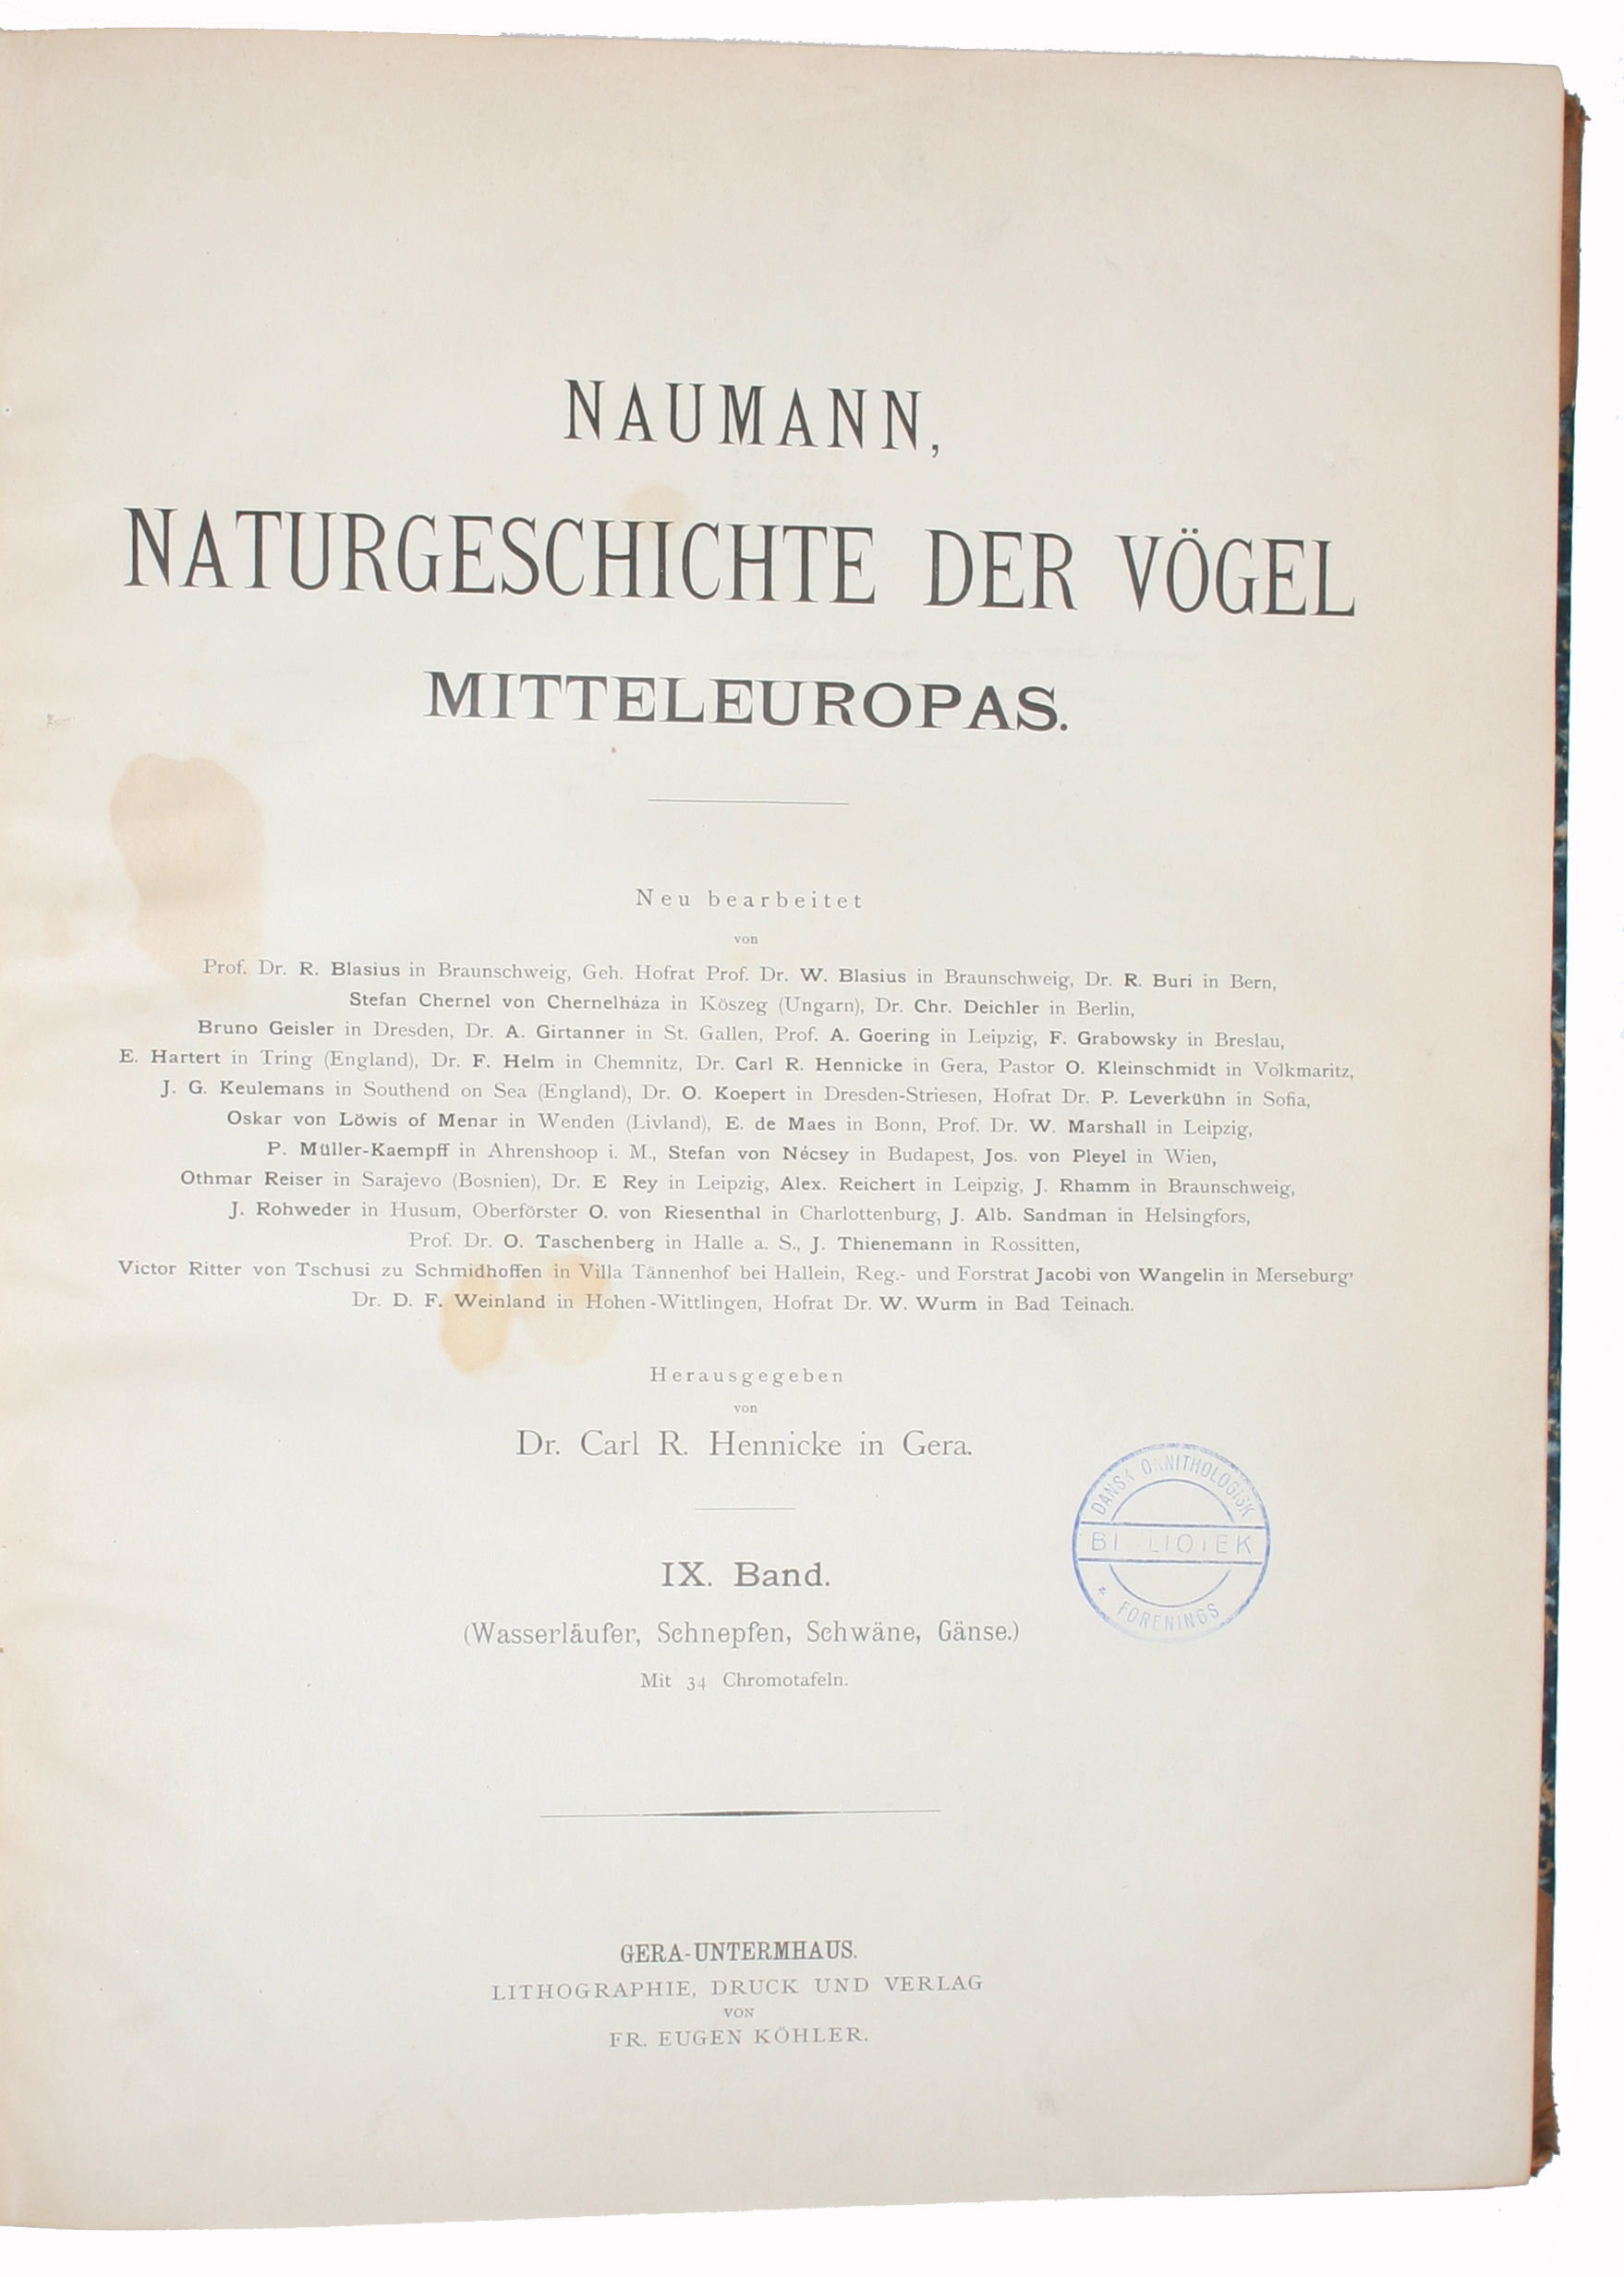 NAUMANN,
NATURGESCHICHTE DER VÖGEL
MITTELEUROPAS.
Neu bearbeitet
von
Prof. Dr. R. Blasius in Braunschweig, Geh. Hofrat Prof. Dr. W. Blasius in Braunschweig, Dr. R. Buri in Bern,
Stefan Chernel von Chernelháza in Köszeg (Ungarn), Dr. Chr. Deichler in Berlin,
Bruno Geisler in Dresden, Dr. A. Girtanner in St. Gallen, Prof. A. Goering in Leipzig, F. Grabowsky in Breslau,
E. Hartert in Tring (England), Dr. F. Helm in Chemnitz, Dr. Carl R. Hennicke in Gera, Pastor O. Kleinschmidt in Volkmaritz,
J. G. Keulemans in Southend on Sea (England), Dr. O. Koepert in Dresden-Striesen, Hofrat Dr. P. Leverkühn in Sofia,
Oskar von Löwis of Menar in Wenden (Livland), E. de Maes in Bonn, Prof. Dr. W. Marshall in Leipzig,
P. Müller-Kaempff in Ahrenshoop i. M., Stefan von Nécsey in Budapest, Jos. von Pleyel in Wien,
Othmar Reiser in Sarajevo (Bosnien), Dr. E Rey in Leipzig, Alex. Reichert in Leipzig, J. Rhamm in Braunschweig,
J. Rohweder in Husum, Oberförster O. von Riesenthal in Charlottenburg, J. Alb. Sandman in Helsingfors,
Prof. Dr. O. Taschenberg in Halle a. S., J. Thienemann in Rossitten,
Victor Ritter von Tschusi zu Schmidhoffen in Villa Tännenhof bei Hallein, Reg.- und Forstrat Jacobi von Wangelin in Merseburg,
Dr. D. F. Weinland in Hohen-Wittlingen, Hofrat Dr. W. Wurm in Bad Teinach.
Herausgegeben
von
Dr. Carl R. Hennicke in Gera.
DANSK ORNITHOLOGISK
BIBLIOTEK
FORENINGS
IX. Band.
(Wasserläufer, Schnepfen, Schwäne, Gänse.)
Mit 34 Chromotafeln.
GERA-UNTERMHAUS.
LITHOGRAPHIE, DRUCK UND VERLAG
VON
FR. EUGEN KÖHLER.